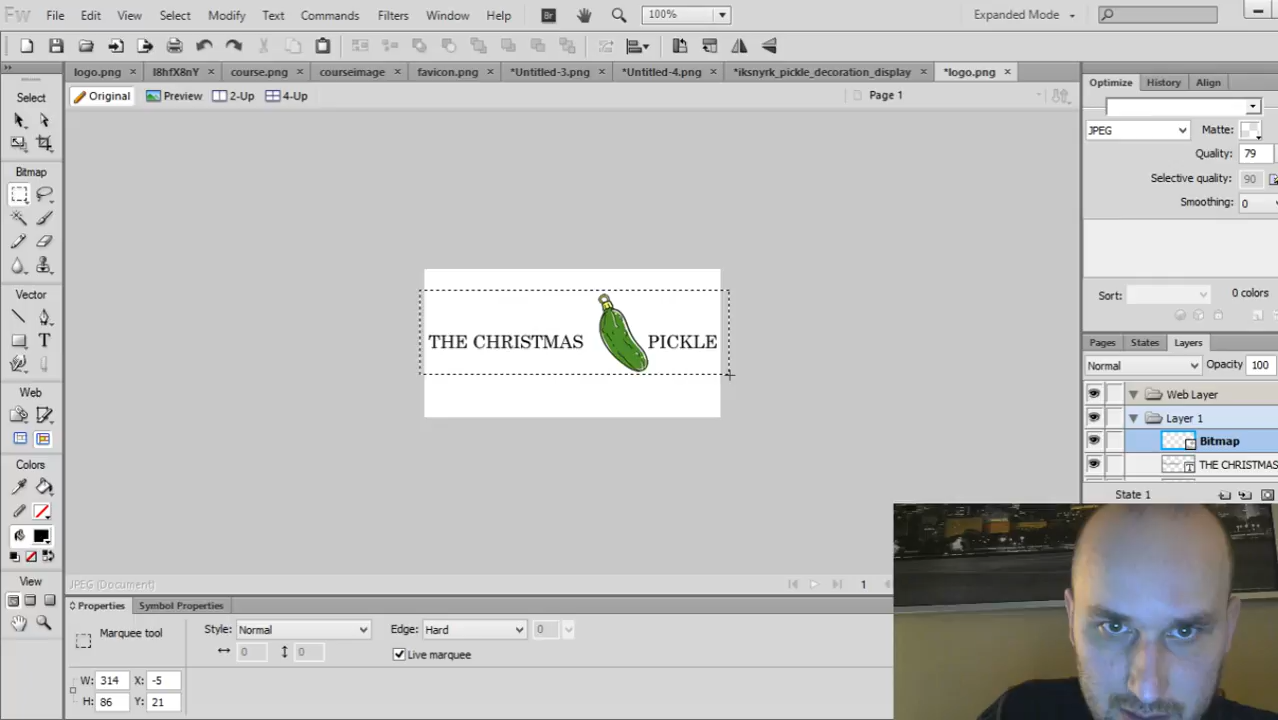 Fw File Edit View Select Modify Text Commands Filters Window Help Br 100% Expanded Mode
logo.png I8hfX8NY course.png courseimage favicon.png *Untitled-3.png *Untitled-4.png *iksnyrk_pickle_decoration_display *logo.png
Original Preview 2-Up 4-Up Page 1
Optimize History Align
JPEG Matte:
Quality: 79
Selective quality: 90
Smoothing: 0
Sort: 0 colors
Pages States Layers
Normal Opacity 100
Web Layer
Layer 1
Bitmap
THE CHRISTMAS
State 1
Select
Bitmap
Vector
Web
Colors
View
THE CHRISTMAS PICKLE
JPEG (Document) 1
Properties Symbol Properties
Marquee tool Style: Normal Edge: Hard 0
0 0 Live marquee
W: 314 X: -5
H: 86 Y: 21